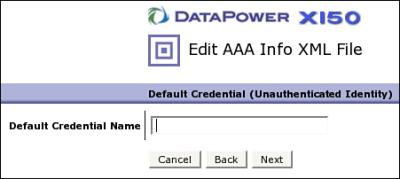 DATAPOWER XI50
Edit AAA Info XML File
Default Credential (Unauthenticated Identity)
Default Credential Name
Cancel Back Next